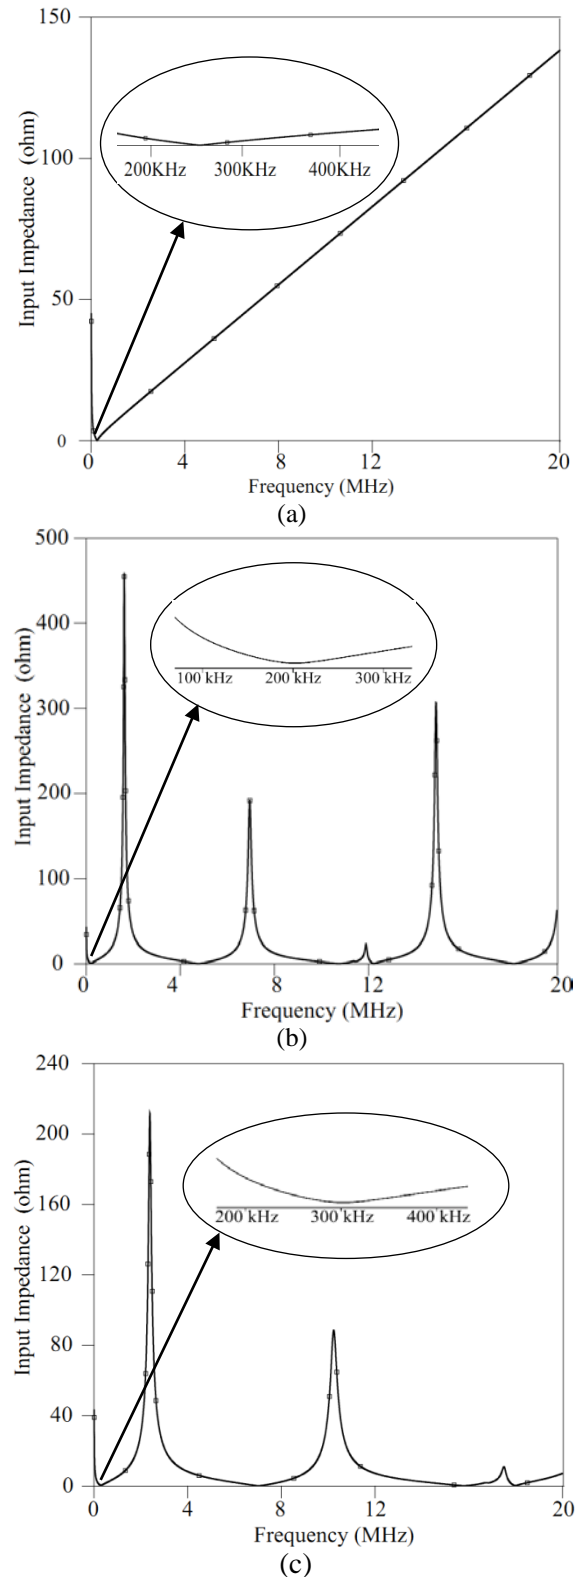 150
100
50
0
Input Impedance (ohm)
200KHz 300KHz 400KHz
0 4 8 12 20
Frequency (MHz)
(a)
500
400
300
200
100
0
Input Impedance (ohm)
100 kHz 200 kHz 300 kHz
0 4 8 12 20
Frequency (MHz)
(b)
240
200
160
120
80
40
0
Input Impedance (ohm)
200 kHz 300 kHz 400 kHz
0 4 8 12 20
Frequency (MHz)
(c)